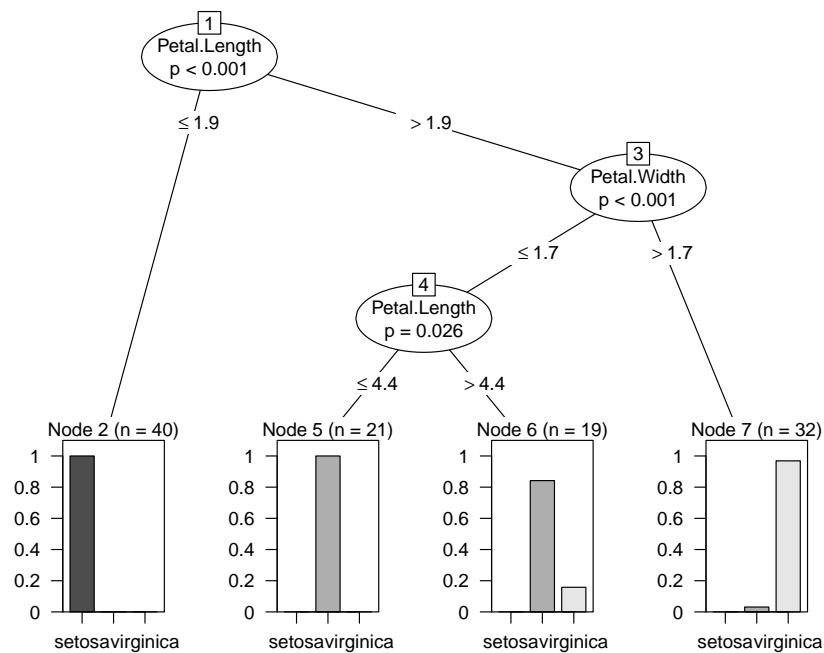 1
Petal.Length
p < 0.001
≤ 1.9
> 1.9
3
Petal.Width
p < 0.001
≤ 1.7
> 1.7
4
Petal.Length
p = 0.026
≤ 4.4
> 4.4
Node 2 (n = 40)
1
0.8
0.6
0.4
0.2
0
setosavirginica
Node 5 (n = 21)
1
0.8
0.6
0.4
0.2
0
setosavirginica
Node 6 (n = 19)
1
0.8
0.6
0.4
0.2
0
setosavirginica
Node 7 (n = 32)
1
0.8
0.6
0.4
0.2
0
setosavirginica